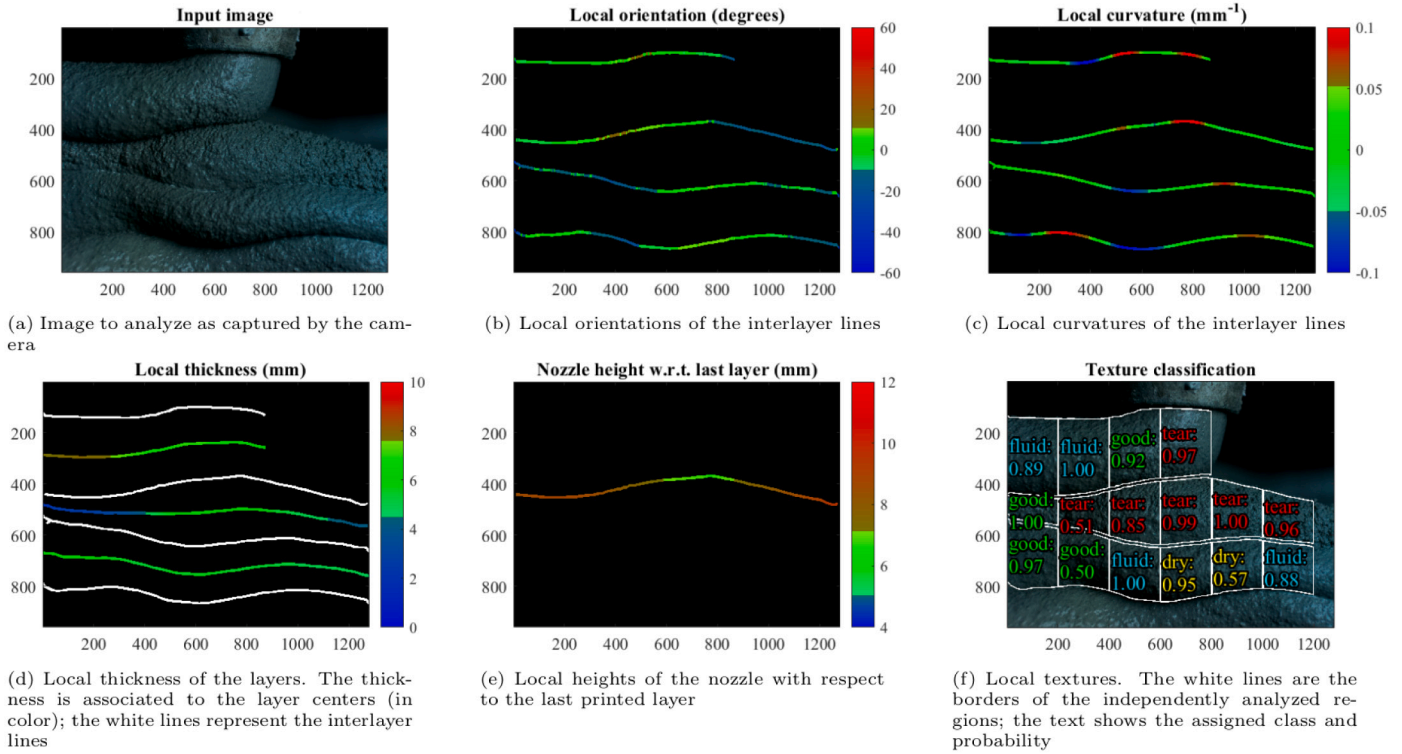 Input image
200
400
600
800
200 400 600 800 1000 1200
(a) Image to analyze as captured by the cam-
era
Local orientation (degrees)
200
400
600
800
200 400 600 800 1000 1200
60
40
20
0
-20
-40
-60
(b) Local orientations of the interlayer lines
Local curvature (mm⁻¹)
200
400
600
800
200 400 600 800 1000 1200
0.1
0.05
0
-0.05
-0.1
(c) Local curvatures of the interlayer lines
Local thickness (mm)
200
400
600
800
200 400 600 800 1000 1200
10
8
6
4
2
0
(d) Local thickness of the layers. The thick-
ness is associated to the layer centers (in
color); the white lines represent the interlayer
lines
Nozzle height w.r.t. last layer (mm)
200
400
600
800
200 400 600 800 1000 1200
12
10
8
6
4
(e) Local heights of the nozzle with respect
to the last printed layer
Texture classification
200
400
600
800
200 400 600 800 1000 1200
fluid: fluid: good: tear:
0.89 1.00 0.92 0.97
good: tear: tear: tear: tear: tear:
1.00 0.51 0.85 0.99 1.00 0.96
good: good: fluid: dry: dry: fluid:
0.97 0.50 1.00 0.95 0.57 0.88
(f) Local textures. The white lines are the
borders of the independently analyzed re-
gions; the text shows the assigned class and
probability